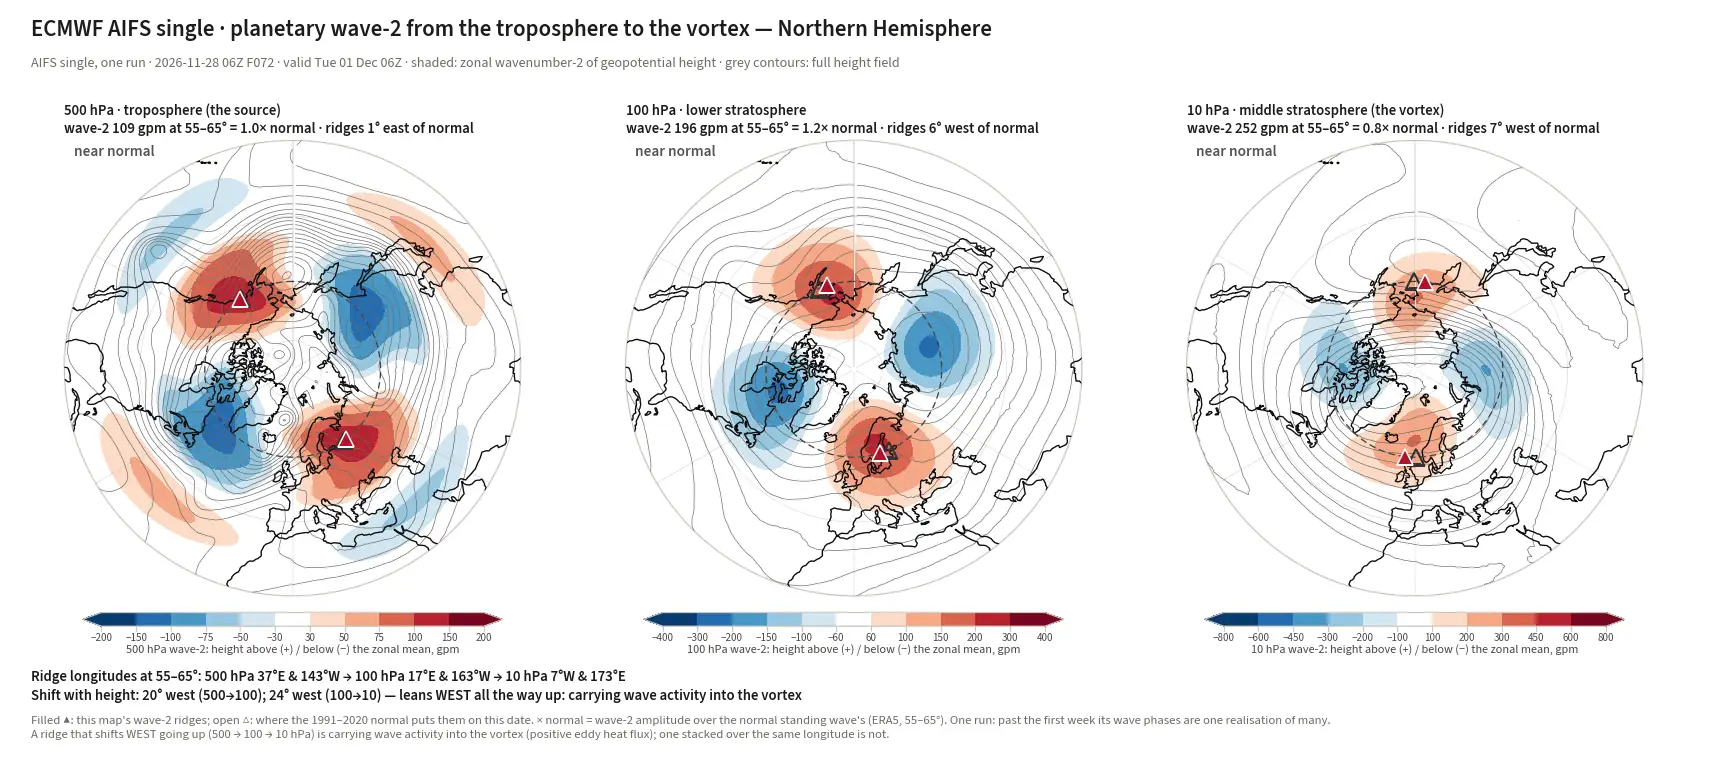 ECMWF AIFS single · planetary wave-2 from the troposphere to the vortex — Northern Hemisphere
AIFS single, one run · 2026-11-28 06Z F072 · valid Tue 01 Dec 06Z · shaded: zonal wavenumber-2 of geopotential height · grey contours: full height field
500 hPa · troposphere (the source)
wave-2 109 gpm at 55–65° = 1.0× normal · ridges 1° east of normal
near normal
100 hPa · lower stratosphere
wave-2 196 gpm at 55–65° = 1.2× normal · ridges 6° west of normal
near normal
10 hPa · middle stratosphere (the vortex)
wave-2 252 gpm at 55–65° = 0.8× normal · ridges 7° west of normal
near normal
−200 −150 −100 −75 −50 −30 30 50 75 100 150 200
500 hPa wave-2: height above (+) / below (−) the zonal mean, gpm
−400 −300 −200 −150 −100 −60 60 100 150 200 300 400
100 hPa wave-2: height above (+) / below (−) the zonal mean, gpm
−800 −600 −450 −300 −200 −100 100 200 300 450 600 800
10 hPa wave-2: height above (+) / below (−) the zonal mean, gpm
Ridge longitudes at 55–65°: 500 hPa 37°E & 143°W → 100 hPa 17°E & 163°W → 10 hPa 7°W & 173°E
Shift with height: 20° west (500→100); 24° west (100→10) — leans WEST all the way up: carrying wave activity into the vortex
Filled ▲: this map's wave-2 ridges; open △: where the 1991–2020 normal puts them on this date. × normal = wave-2 amplitude over the normal standing wave's (ERA5, 55–65°). One run: past the first week its wave phases are one realisation of many.
A ridge that shifts WEST going up (500 → 100 → 10 hPa) is carrying wave activity into the vortex (positive eddy heat flux); one stacked over the same longitude is not.